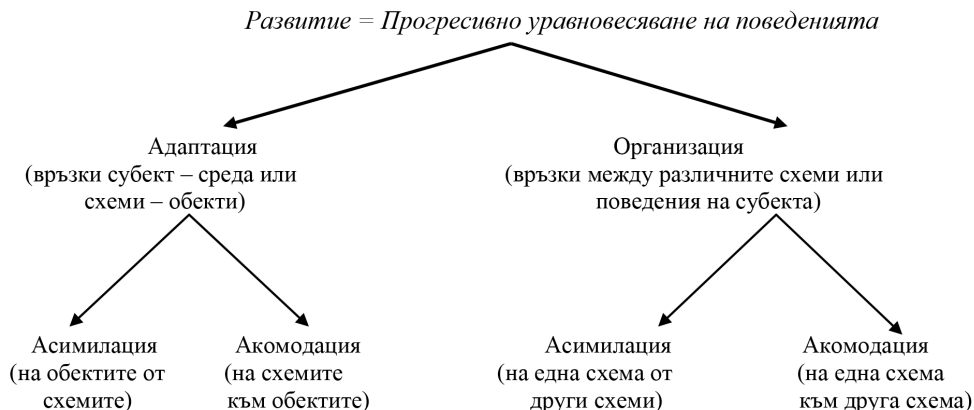 Развитие = Прогресивно уравновесяване на поведенията
Адаптация
(връзки субект – среда или
схеми – обекти)
Организация
(връзки между различните схеми или
поведения на субекта)
Асимилация
(на обектите от
схемите)
Акомодация
(на схемите
към обектите)
Асимилация
(на една схема от
други схеми)
Акомодация
(на една схема
към друга схема)